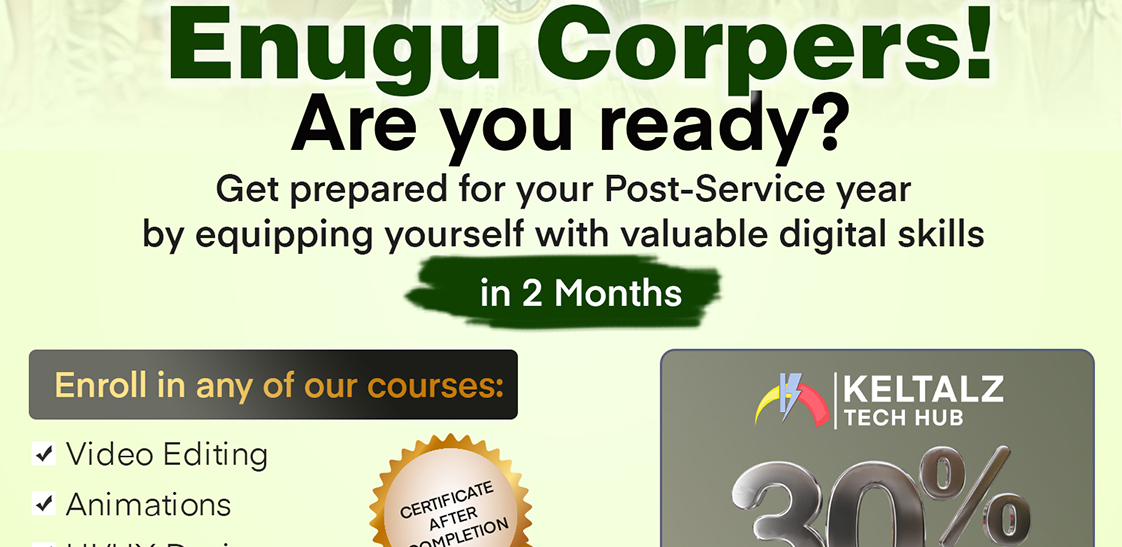 Enugu Corpers!
Are you ready?
Get prepared for your Post-Service year
by equipping yourself with valuable digital skills
in 2 Months
Enroll in any of our courses:
Video Editing
Animations
CERTIFICATE
AFTER
COMPLETION
KELTALZ
TECH HUB
30%